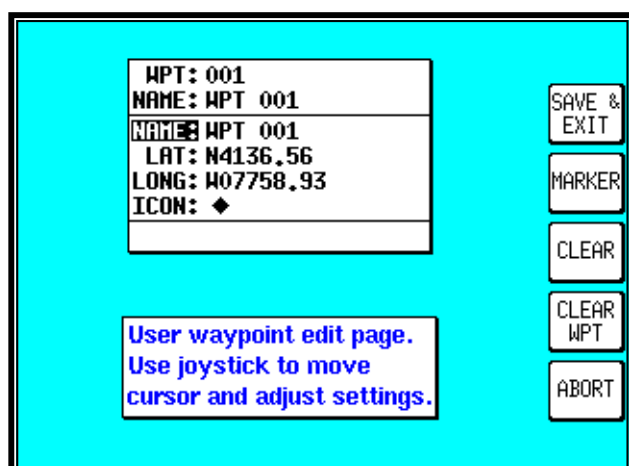 WPT: 001
NAME: WPT 001
NAME: WPT 001
LAT: N4136.56
LONG: W07758.93
ICON: ◆
User waypoint edit page.
Use joystick to move
cursor and adjust settings.
SAVE &
EXIT
MARKER
CLEAR
CLEAR
WPT
ABORT